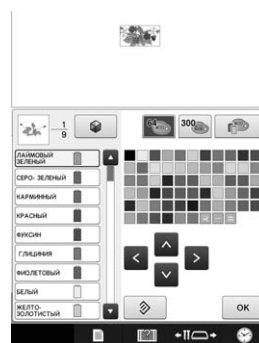 1
9
64
300
ЛАЙМОВЫЙ
ЗЕЛЕНЫЙ
СЕРО- ЗЕЛЕНЫЙ
КАРМИННЫЙ
КРАСНЫЙ
ФУКСИН
ГЛИЦИНИЯ
ФИОЛЕТОВЫЙ
БЕЛЫЙ
ЖЕЛТО-
ЗОЛОТИСТЫЙ
OK